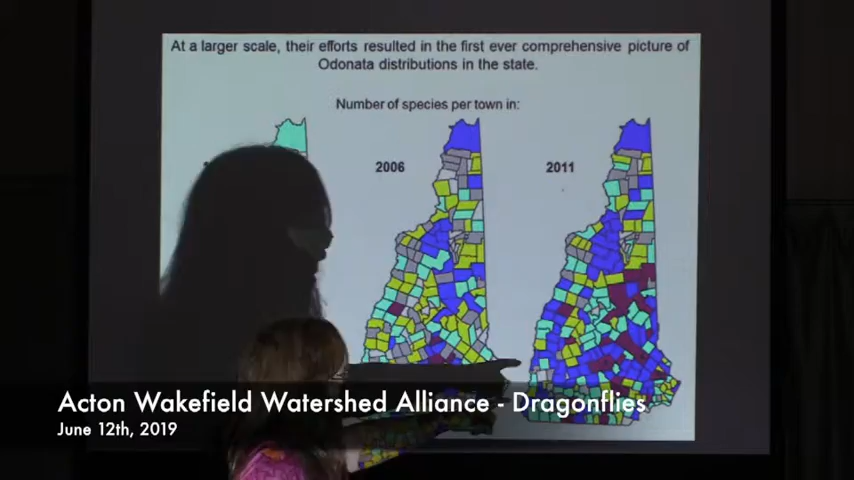 At a larger scale, their efforts resulted in the first ever comprehensive picture of
Odonata distributions in the state.
Number of species per town in:
2006
2011
Acton Wakefield Watershed Alliance - Dragonflies
June 12th, 2019